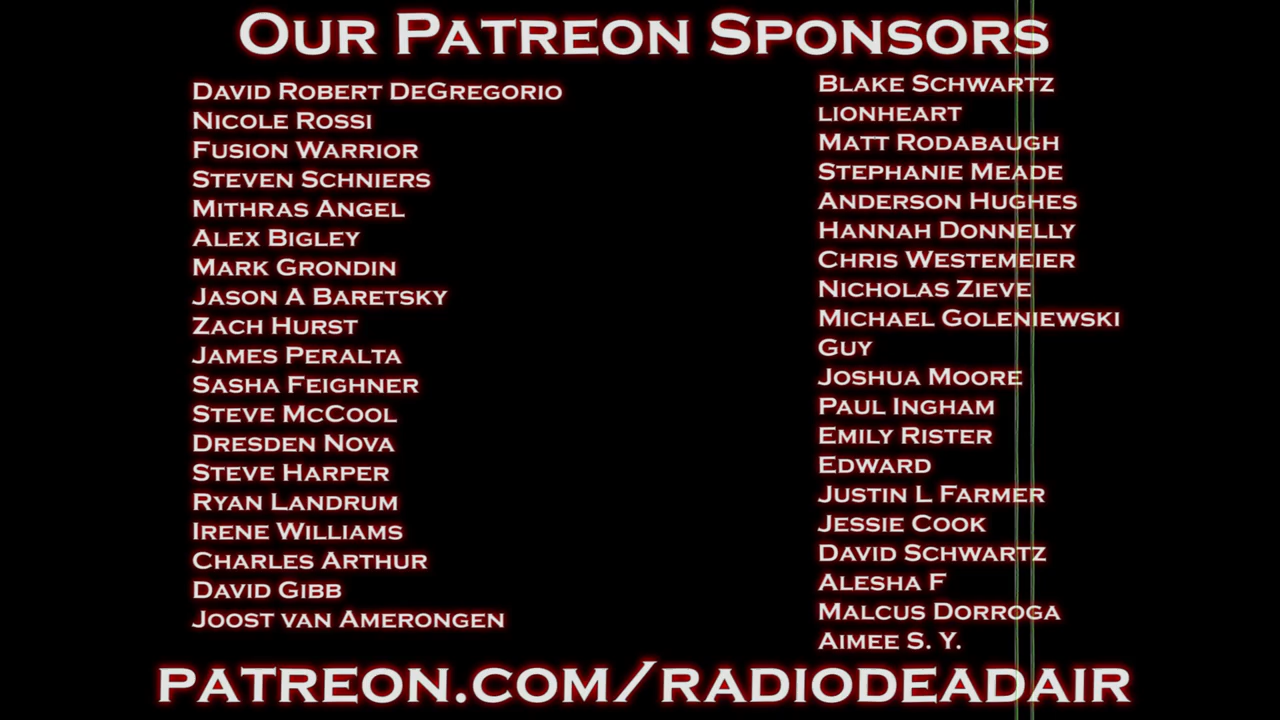 Our Patreon Sponsors
David Robert DeGregorio
Nicole Rossi
Fusion Warrior
Steven Schniers
Mithras Angel
Alex Bigley
Mark Grondin
Jason A Baretsky
Zach Hurst
James Peralta
Sasha Feighner
Steve McCool
Dresden Nova
Steve Harper
Ryan Landrum
Irene Williams
Charles Arthur
David Gibb
Joost van Amerongen
Blake Schwartz
lionheart
Matt Rodabaugh
Stephanie Meade
Anderson Hughes
Hannah Donnelly
Chris Westemeier
Nicholas Zieve
Michael Goleniewski
Guy
Joshua Moore
Paul Ingham
Emily Rister
Edward
Justin L Farmer
Jessie Cook
David Schwartz
Alesha F
Malcus Dorroga
Aimee S. Y.
patreon.com/radiodeadair